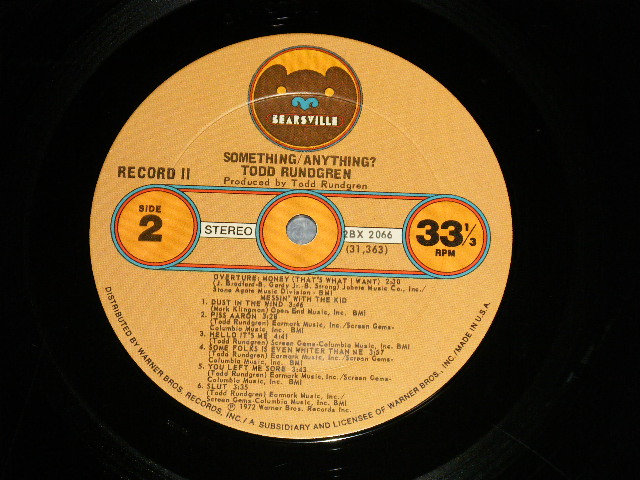 BEARSVILLE
SOMETHING/ANYTHING?
TODD RUNDGREN
Produced by Todd Rundgren
RECORD II
SIDE
2
STEREO
2BX 2066
(31,363)
33 1/3
RPM
OVERTURE: MONEY (THAT'S WHAT I WANT) 2:30
(J. Bradford-B. Gordy Jr.-B. Strong) Jobete Music Co., Inc./
Stone Agate Music Division - BMI
MESSIN' WITH THE KID
1. DUST IN THE WIND 3:46
(Mark Klingman) Open End Music, Inc. BMI
2. PISS AARON 3:28
(Todd Rundgren) Earmark Music, Inc./Screen Gems-
Columbia Music, Inc. BMI
3. HELLO IT'S ME 4:41
(Todd Rundgren) Screen Gems-Columbia Music, Inc. BMI
4. SOME FOLKS IS EVEN WHITER THAN ME 3:57
(Todd Rundgren) Earmark Music, Inc./Screen Gems-
Columbia Music, Inc. BMI
5. YOU LEFT ME SORE 3:43
(Todd Rundgren) Earmark Music, Inc./Screen Gems-
Columbia Music, Inc. BMI
6. SLUT 3:35
(Todd Rundgren) Earmark Music, Inc./
Screen Gems-Columbia Music, Inc. BMI
℗ 1972 Warner Bros. Records Inc.
DISTRIBUTED BY WARNER BROS. RECORDS, INC./A SUBSIDIARY AND LICENSEE OF WARNER BROS., INC./MADE IN U.S.A.